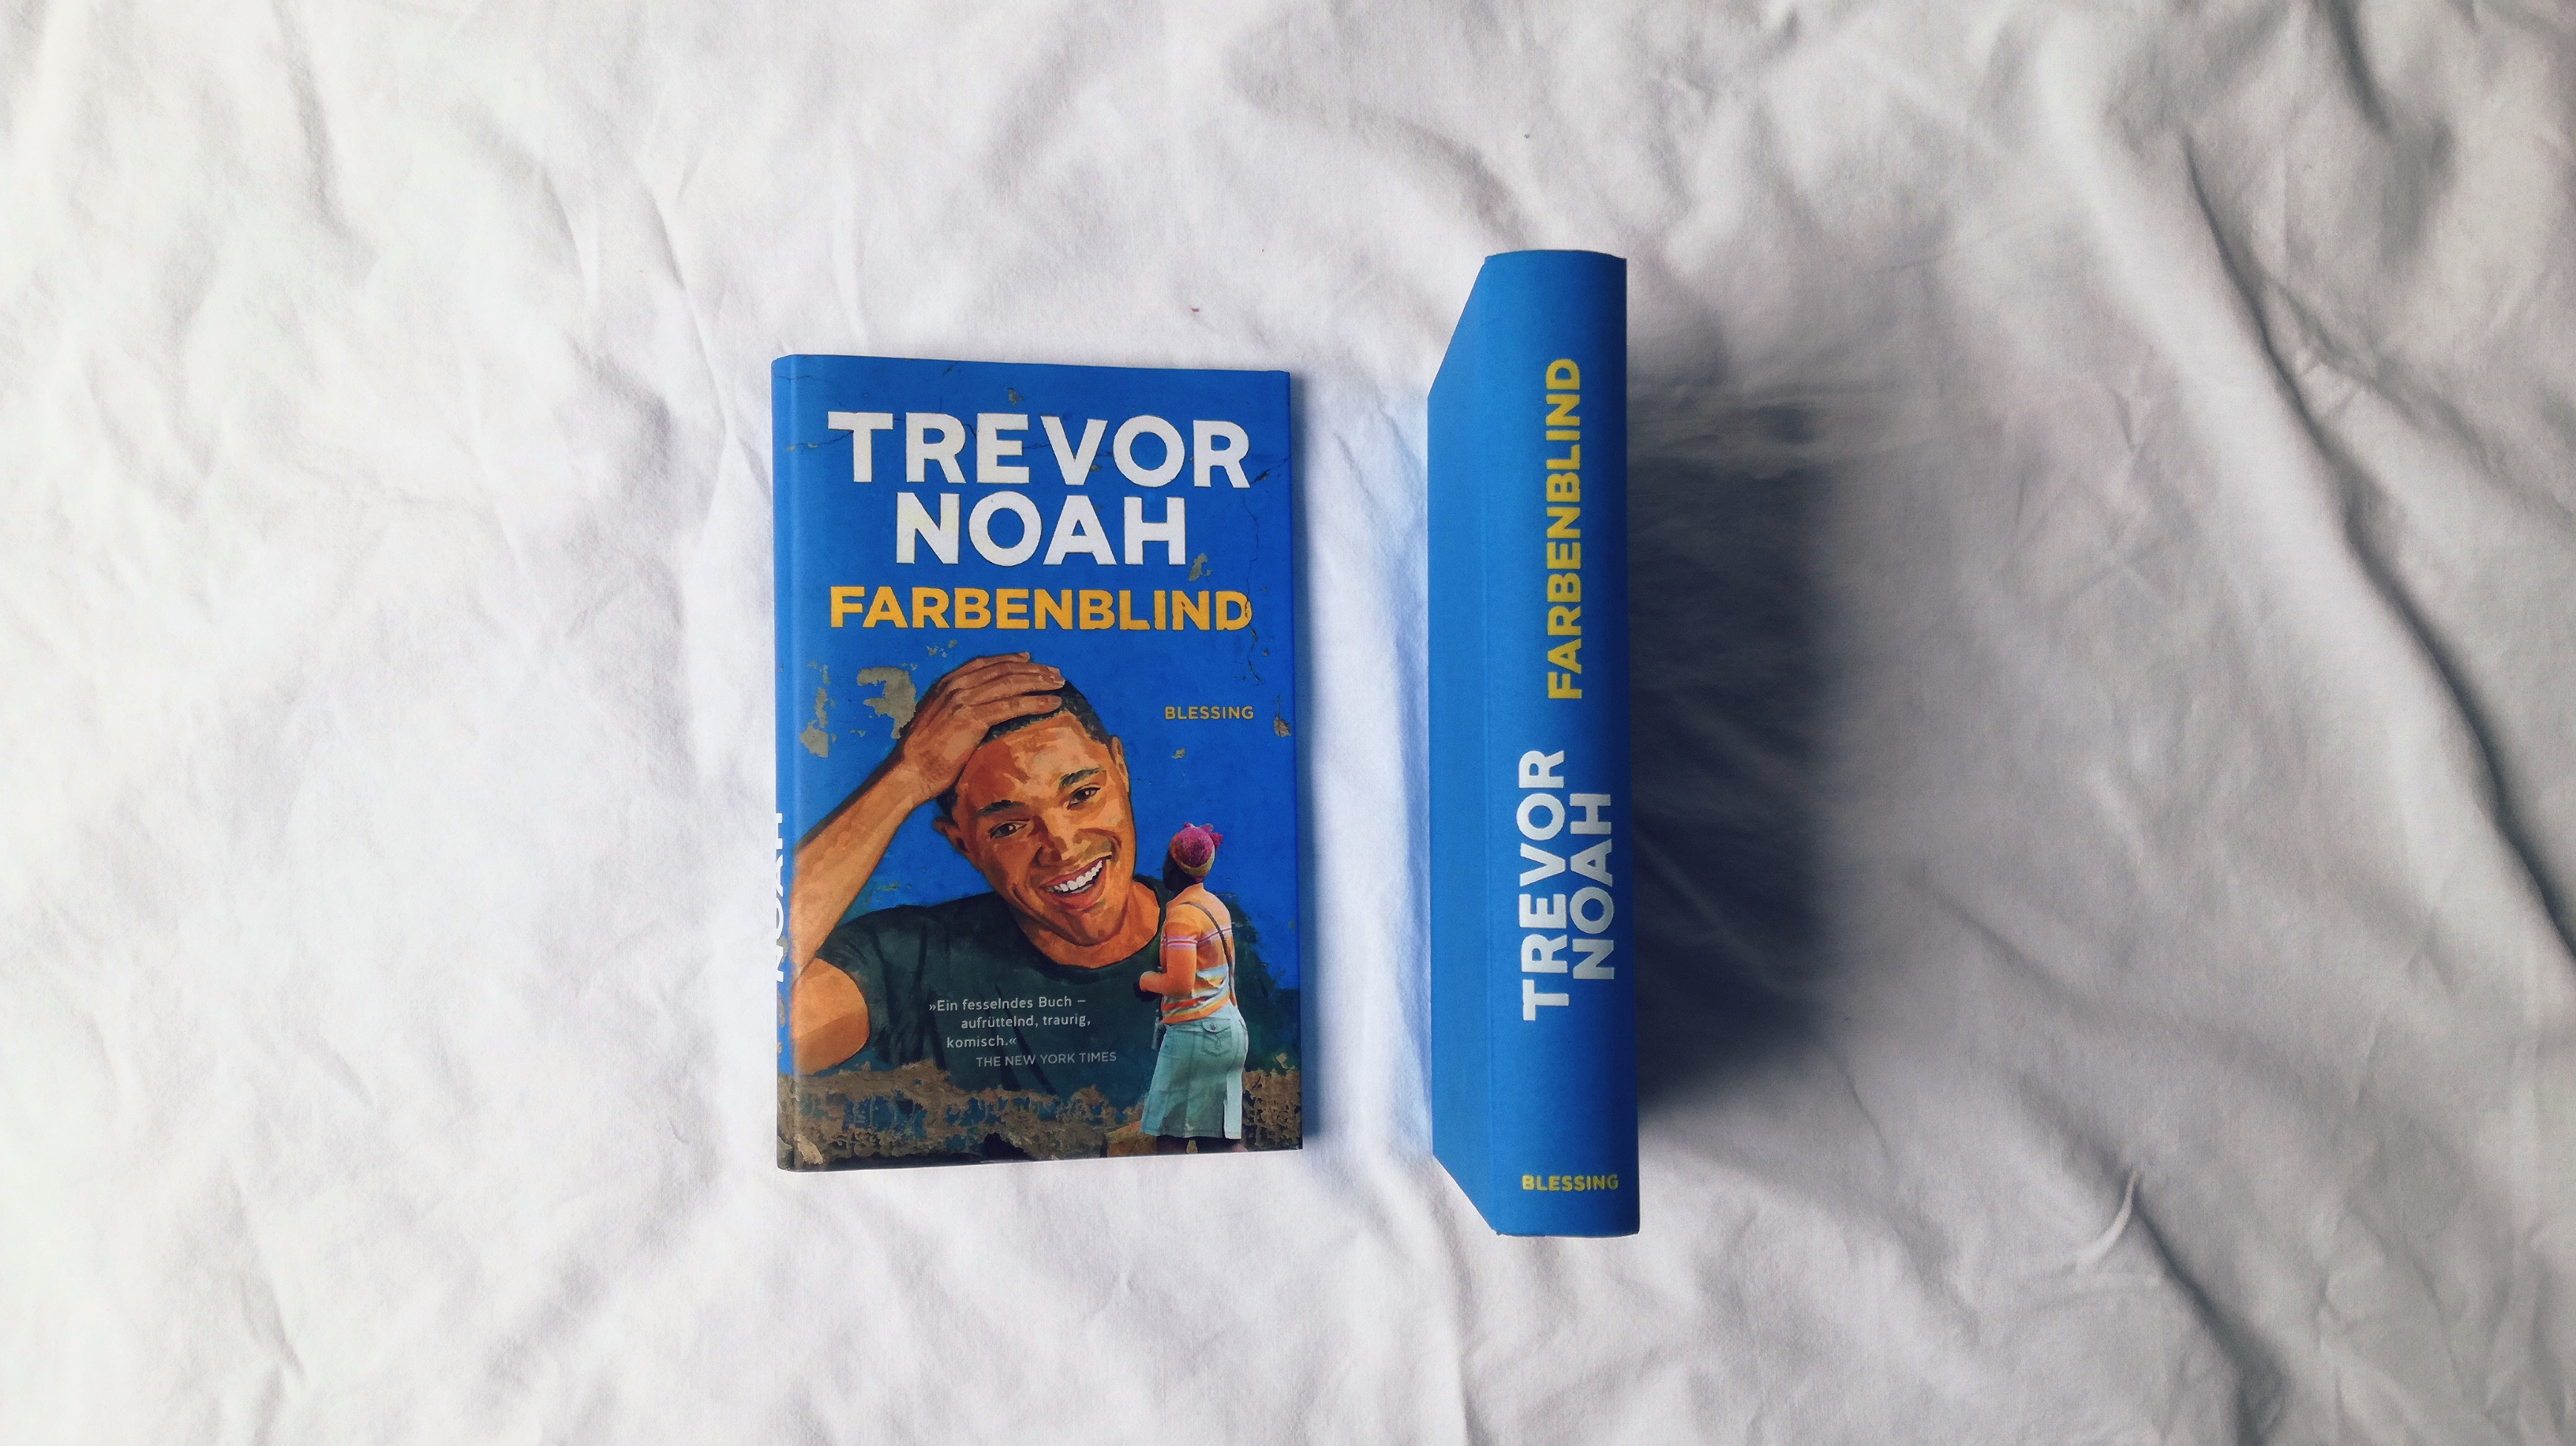 TREVOR
NOAH
FARBENBLIND
BLESSING
»Ein fesselndes Buch –
aufrüttelnd, traurig,
komisch.«
THE NEW YORK TIMES
NOAH
TREVOR
NOAH
FARBENBLIND
BLESSING